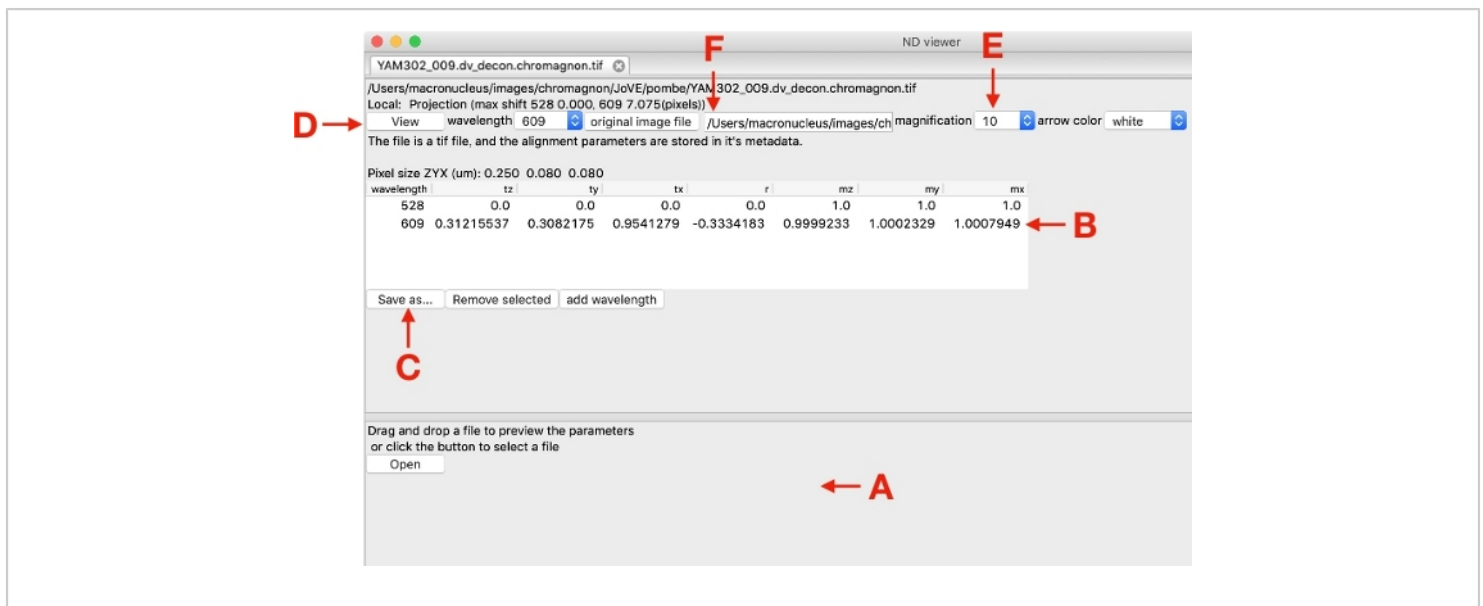 ND viewer
F
E
YAM302_009.dv_decon.chromagnon.tif
/Users/macronucleus/images/chromagnon/JoVE/pombe/YAM302_009.dv_decon.chromagnon.tif
Local: Projection (max shift 528 0.000, 609 7.075(pixels))
D View wavelength 609 original image file /Users/macronucleus/images/ch magnification 10 arrow color white
The file is a tif file, and the alignment parameters are stored in it's metadata.
Pixel size ZYX (um): 0.250 0.080 0.080
wavelength tz ty tx r mz my mx
528 0.0 0.0 0.0 0.0 1.0 1.0 1.0
609 0.31215537 0.3082175 0.9541279 -0.3334183 0.9999233 1.0002329 1.0007949 B
Save as... Remove selected add wavelength
C
Drag and drop a file to preview the parameters
or click the button to select a file
Open
A